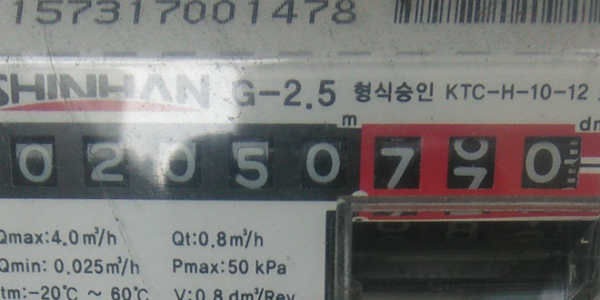 157317001478
SHINHAN G-2.5 형식승인 KTC-H-10-12
m
0 2 0 5 0 7 7 0
Qmax:4.0m³/h Qt:0.8m³/h
Qmin: 0.025m³/h Pmax:50 kPa
tm:-20℃ ~ 60℃ V:0.8 dm³/Rev